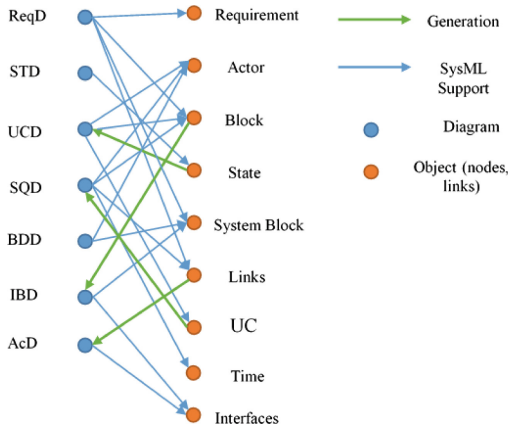 ReqD
STD
UCD
SQD
BDD
IBD
AcD
Requirement
Actor
Block
State
System Block
Links
UC
Time
Interfaces
Generation
SysML
Support
Diagram
Object (nodes,
links)